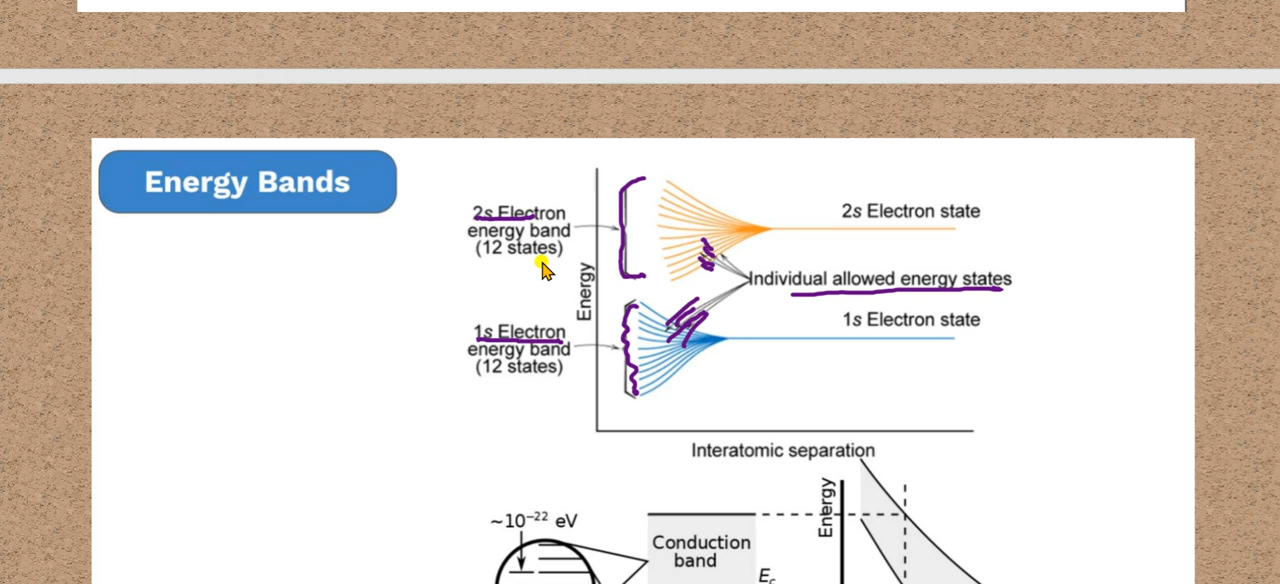 Energy Bands
2s Electron
energy band
(12 states)
2s Electron state
Individual allowed energy states
Energy
1s Electron state
1s Electron
energy band
(12 states)
Interatomic separation
~10⁻²² eV
Conduction
band
Energy
E_c